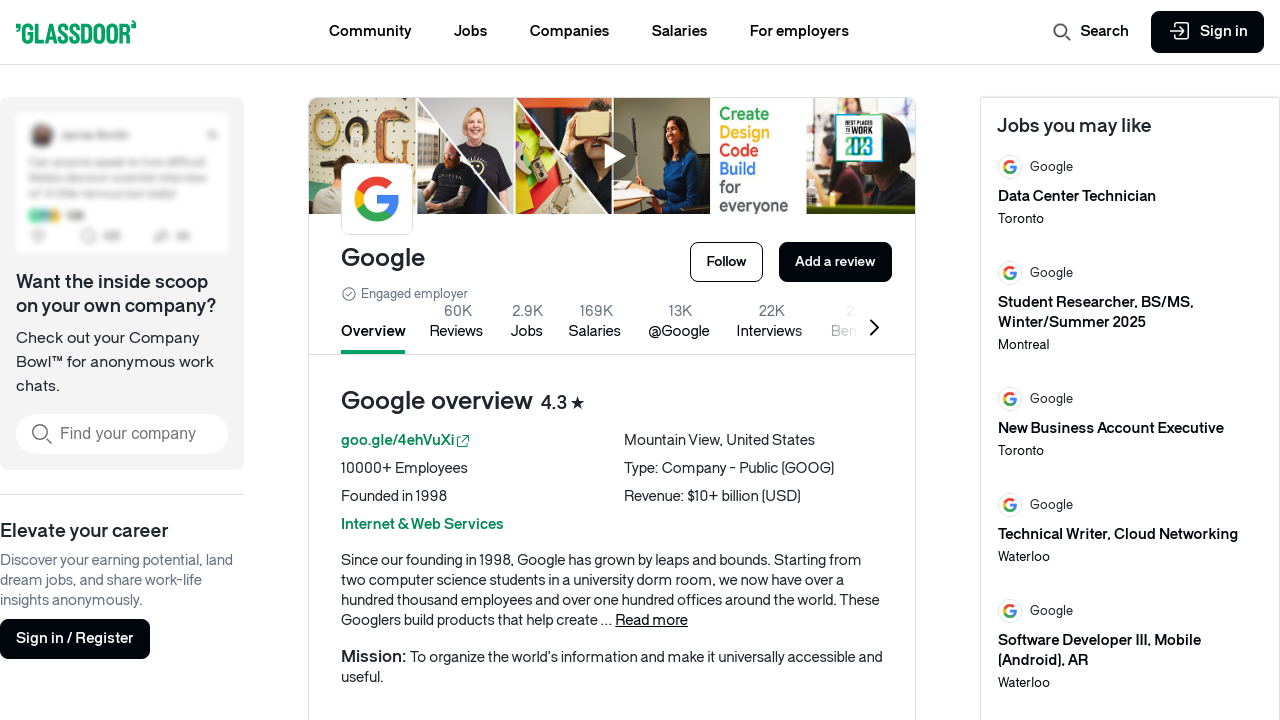 GLASSDOOR
Community
Jobs
Companies
Salaries
For employers
Search
Sign in
Want the inside scoop
on your own company?
Check out your Company
Bowl™ for anonymous work
chats.
Find your company
Elevate your career
Discover your earning potential, land
dream jobs, and share work-life
insights anonymously.
Sign in / Register
Create
Design
Code
Build
for
everyone
BEST PLACES
TO WORK
2023
Google
Follow
Add a review
Engaged employer
Overview
60K
Reviews
2.9K
Jobs
169K
Salaries
13K
@Google
22K
Interviews
Google overview 4.3 ★
goo.gle/4ehVuXi
Mountain View, United States
10000+ Employees
Type: Company - Public (GOOG)
Founded in 1998
Revenue: $10+ billion (USD)
Internet & Web Services
Since our founding in 1998, Google has grown by leaps and bounds. Starting from
two computer science students in a university dorm room, we now have over a
hundred thousand employees and over one hundred offices around the world. These
Googlers build products that help create ... Read more
Mission: To organize the world's information and make it universally accessible and
useful.
Jobs you may like
Google
Data Center Technician
Toronto
Google
Student Researcher, BS/MS,
Winter/Summer 2025
Montreal
Google
New Business Account Executive
Toronto
Google
Technical Writer, Cloud Networking
Waterloo
Google
Software Developer III, Mobile
(Android), AR
Waterloo